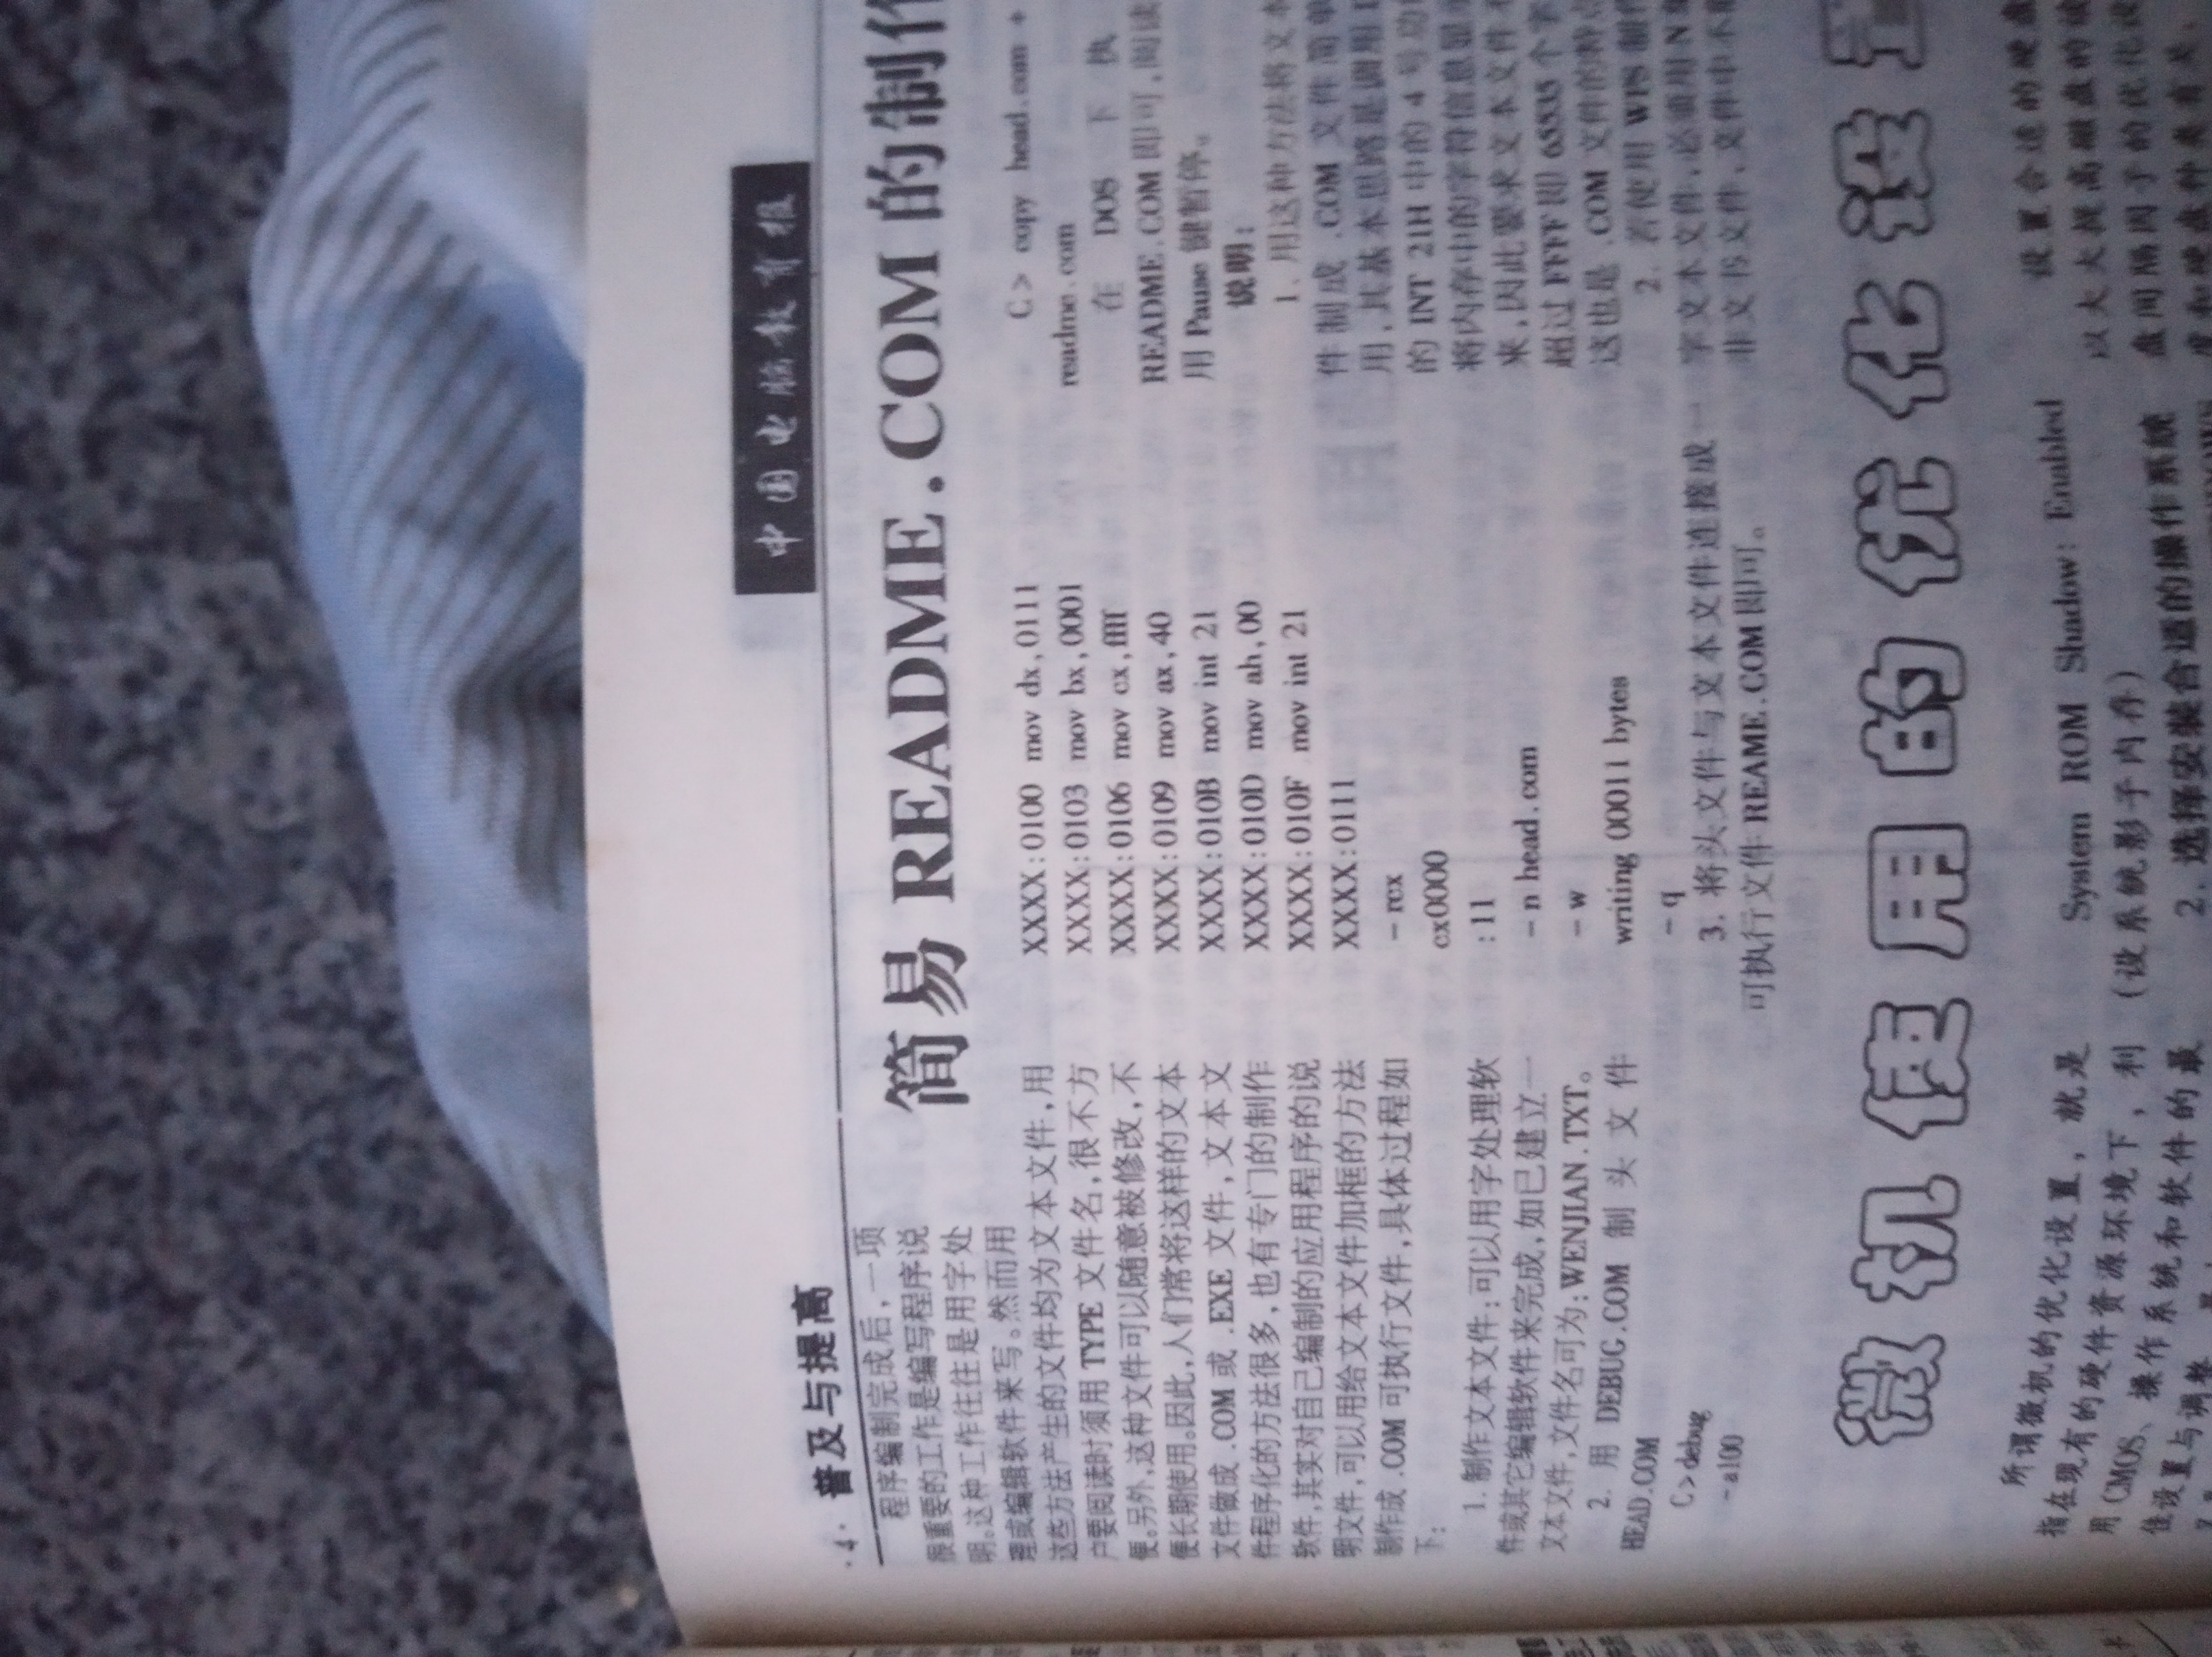 ·4· 普及与提高
中国电脑教育报
简易 README.COM 的制作
程序编制完成后,一项
很重要的工作是编写程序说
明。这种工作往往是用字处
理或编辑软件来写。然而用
这些方法产生的文件均为文本文件,用
户要阅读时须用 TYPE 文件名,很不方
便。另外,这种文件可以随意被修改,不
便长期使用。因此,人们常将这样的文本
文件做成 .COM 或 .EXE 文件,文本文
件程序化的方法很多,也有专门的制作
软件,其实对自己编制的应用程序的说
明文件,可以用给文本文件加框的方法
制作成 .COM 可执行文件,具体过程如
下:
1. 制作文本文件:可以用字处理软
件或其它编辑软件来完成,如已建立一
文本文件,文件名可为:WENJIAN.TXT。
2. 用 DEBUG.COM 制头文件
HEAD.COM
C>debug
-a100
XXXX:0100 mov dx,0111
XXXX:0103 mov bx,0001
XXXX:0106 mov cx,ffff
XXXX:0109 mov ax,40
XXXX:010B mov int 21
XXXX:010D mov ah,00
XXXX:010F mov int 21
XXXX:0111
-rcx
cx0000
:11
-n head.com
-w
writing 00011 bytes
-q
3. 将头文件与文本文件连接成一
可执行文件 REAME.COM 即可。
C> copy head.com +
readme.com
在 DOS 下 执
README.COM 即可,阅读
用 Pause 键暂停。
说明:
1. 用这种方法将文本
件制成 .COM 文件简单
用,其基本思路是调用
的 INT 21H 中的 4 号功
将内存中的字符信息显
来,因此要求文本文件
超过 FFFF 即 65535 个字
这也是 .COM 文件的特点
2. 若使用 WPS 制作
字文本文件,必须用 N
非文书文件,文件中不
微机使用的优化设置
所谓微机的优化设置,就是
指在现有的硬件资源环境下,利
用 CMOS、操作系统和软件的最
佳设置与调整
System ROM Shadow: Enabled
(设系统影子内存)
2. 选择安装合适的操作系统
设置合适的硬盘
以大大提高磁盘的读
盘间隔因子的优化设